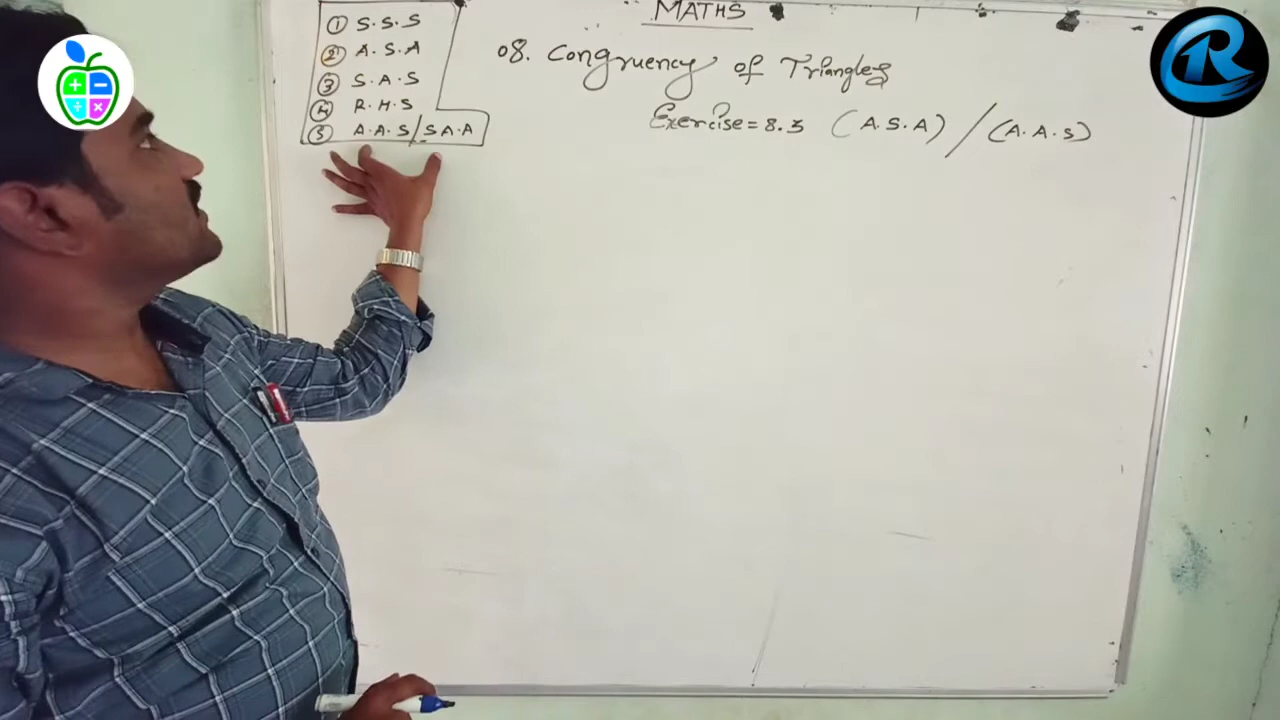 MATHS
① S.S.S
② A.S.A
③ S.A.S
④ R.H.S
⑤ A.A.S/S A.A
08. Congruency of Triangles
Exercise = 8.3 (A.S.A) / (A.A.S)
R